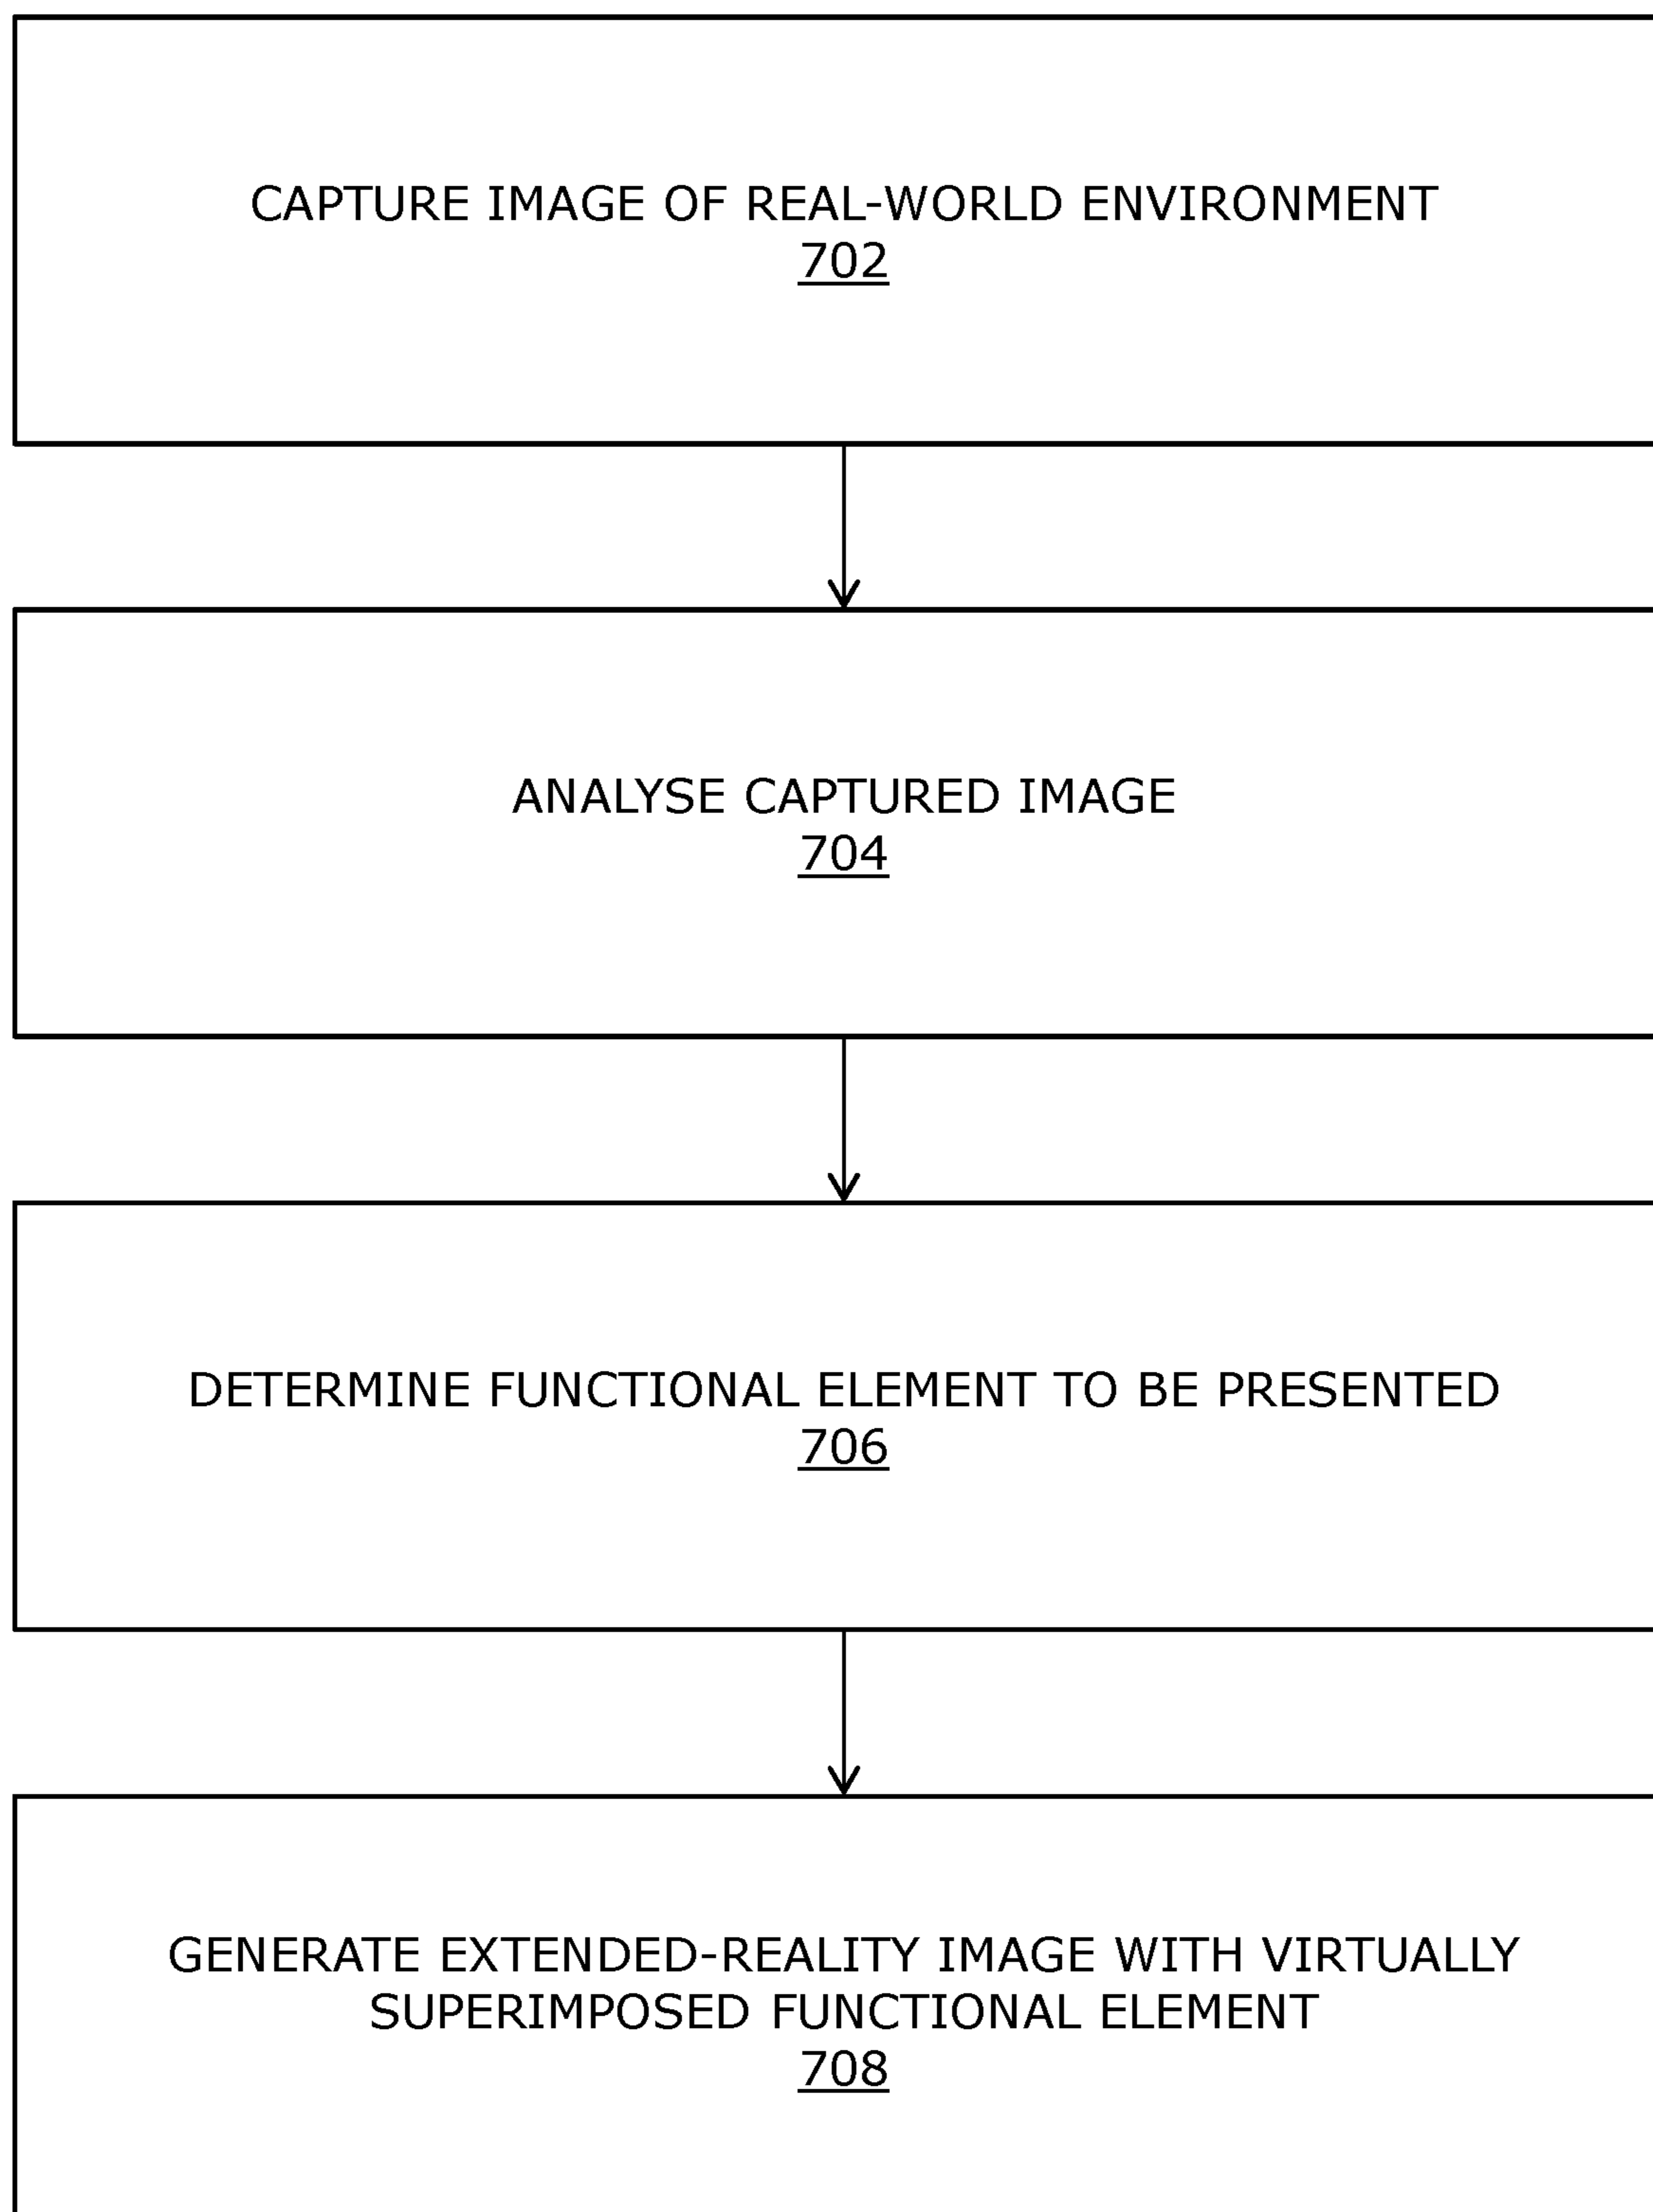 CAPTURE IMAGE OF REAL-WORLD ENVIRONMENT
702
ANALYSE CAPTURED IMAGE
704
DETERMINE FUNCTIONAL ELEMENT TO BE PRESENTED
706
GENERATE EXTENDED-REALITY IMAGE WITH VIRTUALLY
SUPERIMPOSED FUNCTIONAL ELEMENT
708